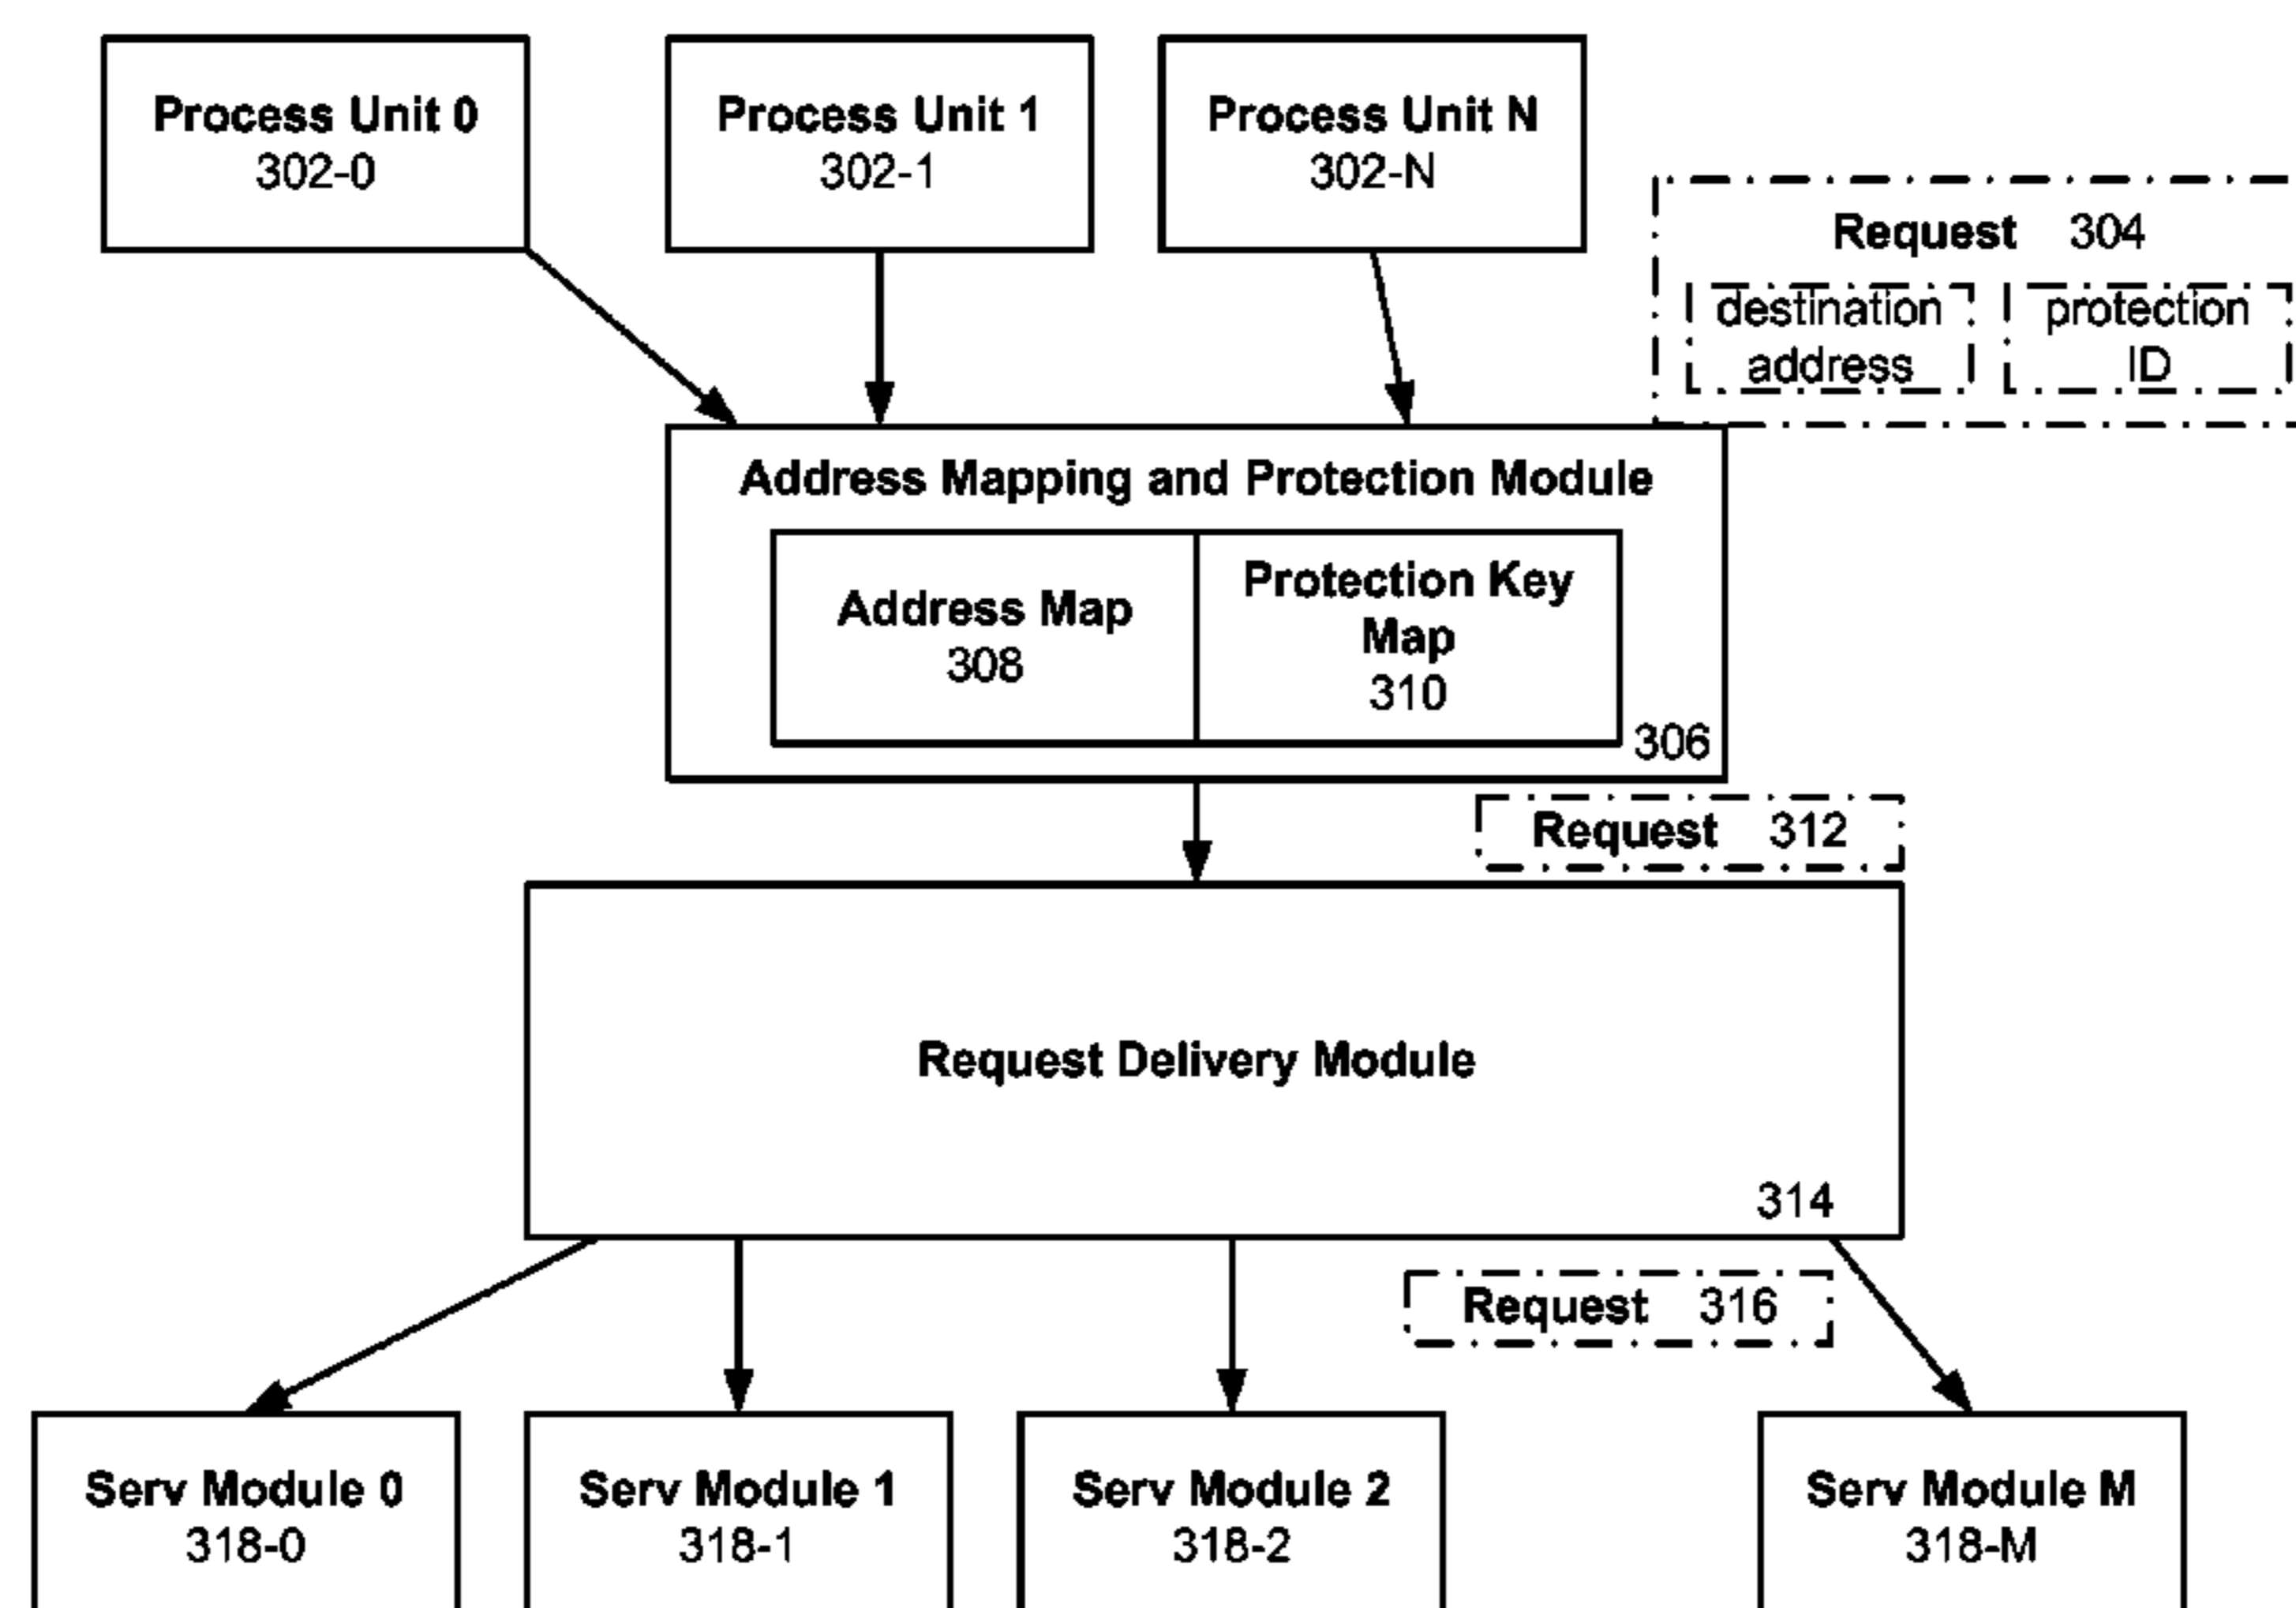 Process Unit 0
302-0
Process Unit 1
302-1
Process Unit N
302-N
Request 304
destination
address
protection
ID
Address Mapping and Protection Module
Address Map
308
Protection Key
Map
310
306
Request 312
Request Delivery Module
314
Request 316
Serv Module 0
318-0
Serv Module 1
318-1
Serv Module 2
318-2
Serv Module M
318-M